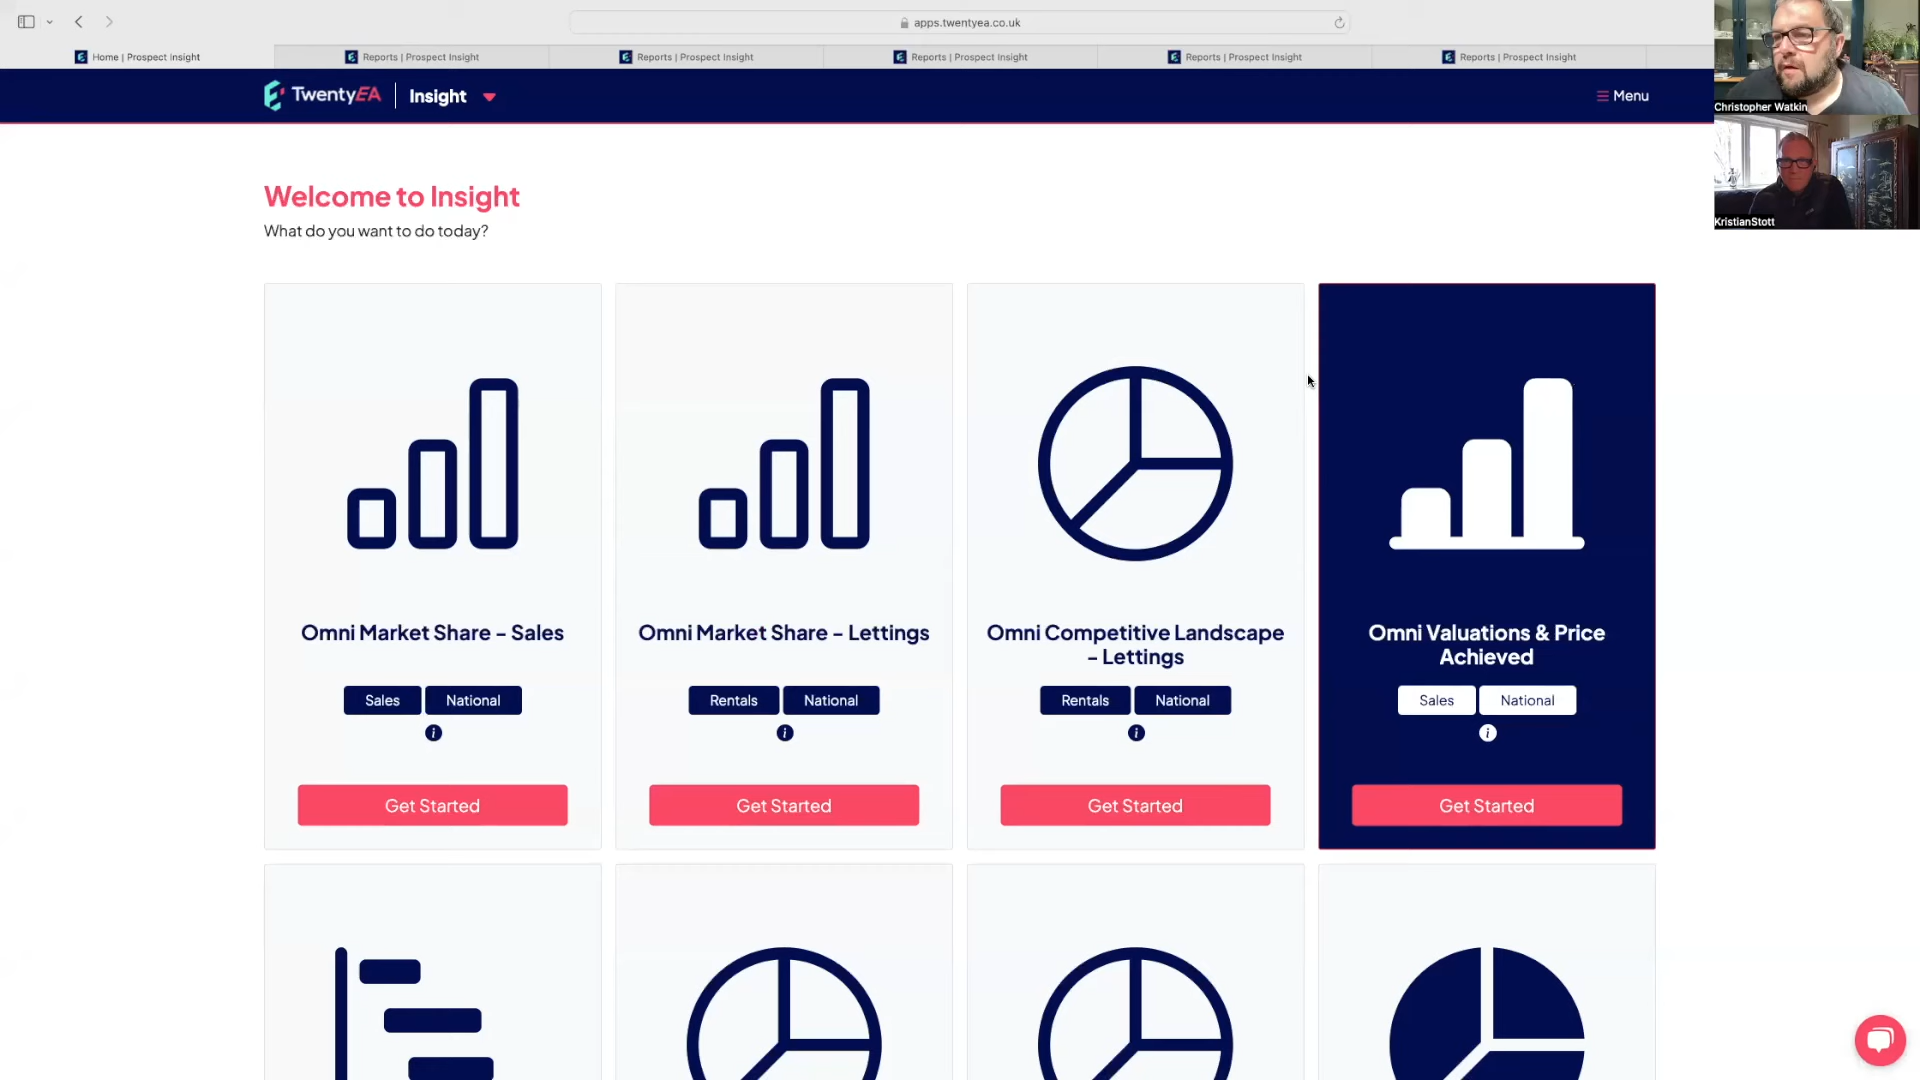 apps.twentyea.co.uk
Home | Prospect Insight
Reports | Prospect Insight
Reports | Prospect Insight
Reports | Prospect Insight
Reports | Prospect Insight
Reports | Prospect Insight
TwentyEA
Insight
Menu
Christopher Watkin
KristianStott
Welcome to Insight
What do you want to do today?
Omni Market Share - Sales
Sales
National
i
Get Started
Omni Market Share - Lettings
Rentals
National
i
Get Started
Omni Competitive Landscape
- Lettings
Rentals
National
i
Get Started
Omni Valuations & Price
Achieved
Sales
National
i
Get Started